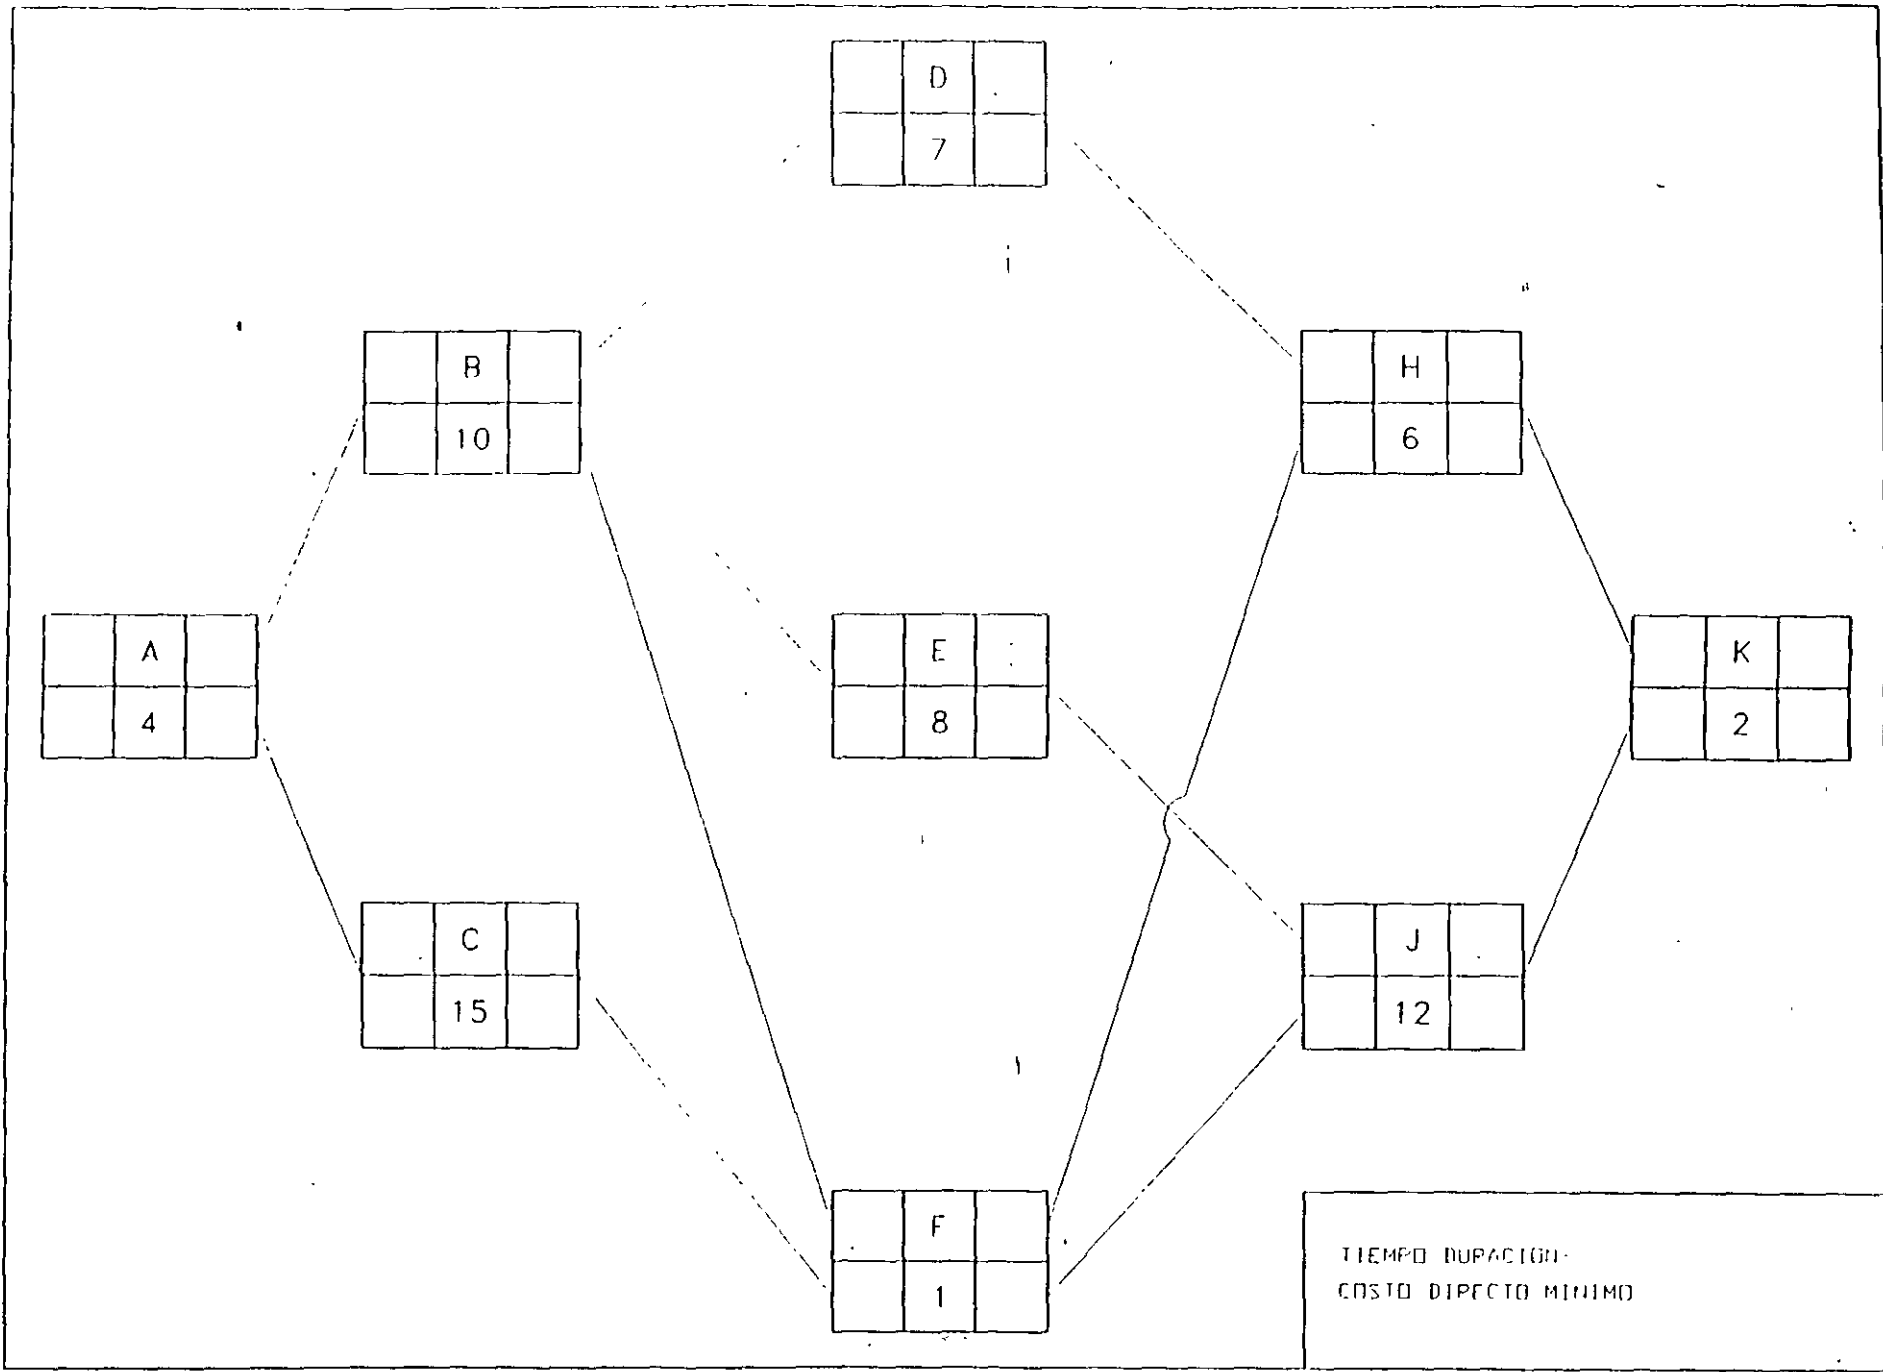 D
7
B
10
H
6
A
4
E
8
K
2
C
15
J
12
F
1
TIEMPO DURACION.
COSTO DIRECTO MINIMO